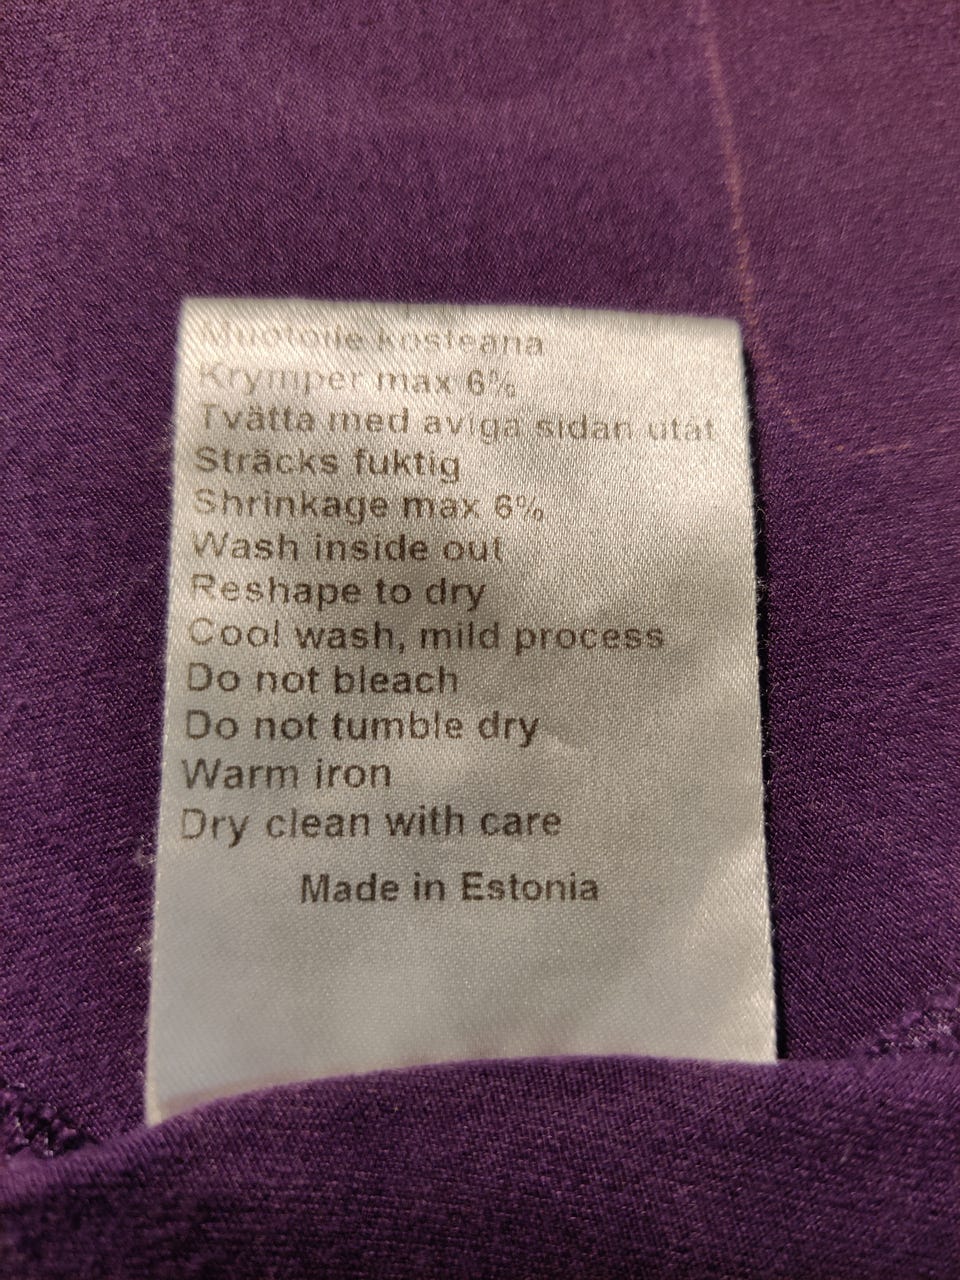 Muotoile kosteana
Krymper max 6%
Tvätta med aviga sidan utåt
Sträcks fuktig
Shrinkage max 6%
Wash inside out
Reshape to dry
Cool wash, mild process
Do not bleach
Do not tumble dry
Warm iron
Dry clean with care
Made in Estonia